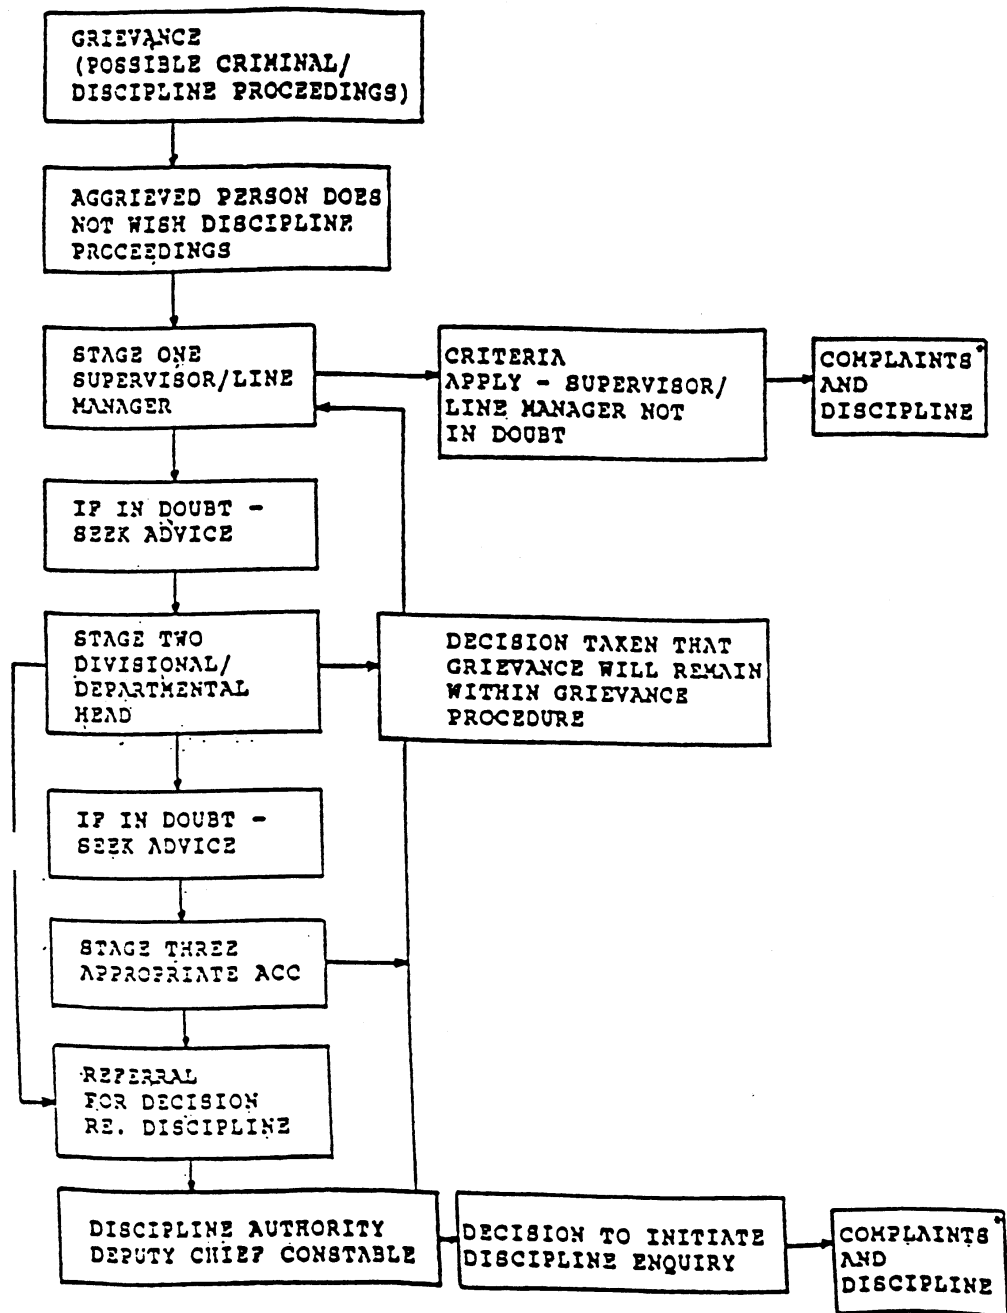 GRIEVANCE
(POSSIBLE CRIMINAL/
DISCIPLINE PROCEEDINGS)
AGGRIEVED PERSON DOES
NOT WISH DISCIPLINE
PROCEEDINGS
STAGE ONE
SUPERVISOR/LINE
MANAGER
CRITERIA
APPLY - SUPERVISOR/
LINE MANAGER NOT
IN DOUBT
COMPLAINTS*
AND
DISCIPLINE
IF IN DOUBT -
SEEK ADVICE
STAGE TWO
DIVISIONAL/
DEPARTMENTAL
HEAD
DECISION TAKEN THAT
GRIEVANCE WILL REMAIN
WITHIN GRIEVANCE
PROCEDURE
IF IN DOUBT -
SEEK ADVICE
STAGE THREE
APPROPRIATE ACC
REFERRAL
FOR DECISION
RE. DISCIPLINE
DISCIPLINE AUTHORITY
DEPUTY CHIEF CONSTABLE
DECISION TO INITIATE
DISCIPLINE ENQUIRY
COMPLAINTS*
AND
DISCIPLINE